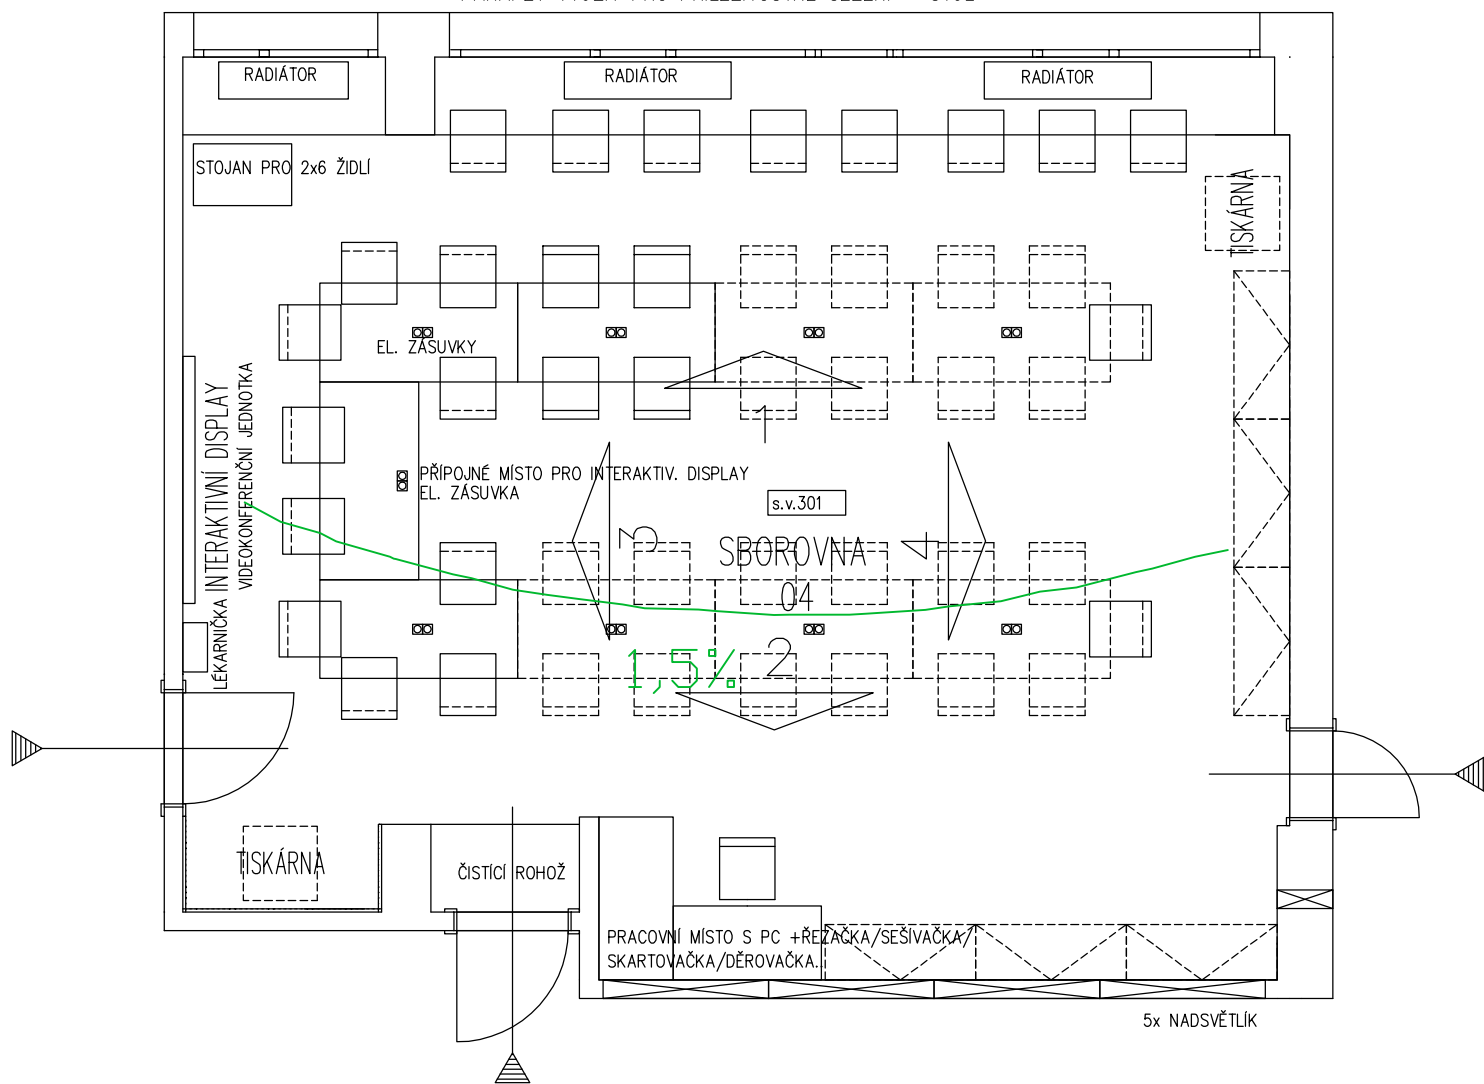 RADIÁTOR
RADIÁTOR
RADIÁTOR
STOJAN PRO 2x6 ŽIDLÍ
TISKÁRNA
EL. ZÁSUVKY
INTERAKTIVNÍ DISPLAY
VIDEOKONFERENČNÍ JEDNOTKA
LÉKARNIČKA
1
PŘÍPOJNÉ MÍSTO PRO INTERAKTIV. DISPLAY
EL. ZÁSUVKA
s.v.301
3
SBOROVNA
4
04
1,5%
2
TISKÁRNA
ČISTÍCÍ ROHOŽ
PRACOVNÍ MÍSTO S PC +ŘEZAČKA/SEŠÍVAČKA/
SKARTOVAČKA/DĚROVAČKA..
5x NADSVĚTLÍK